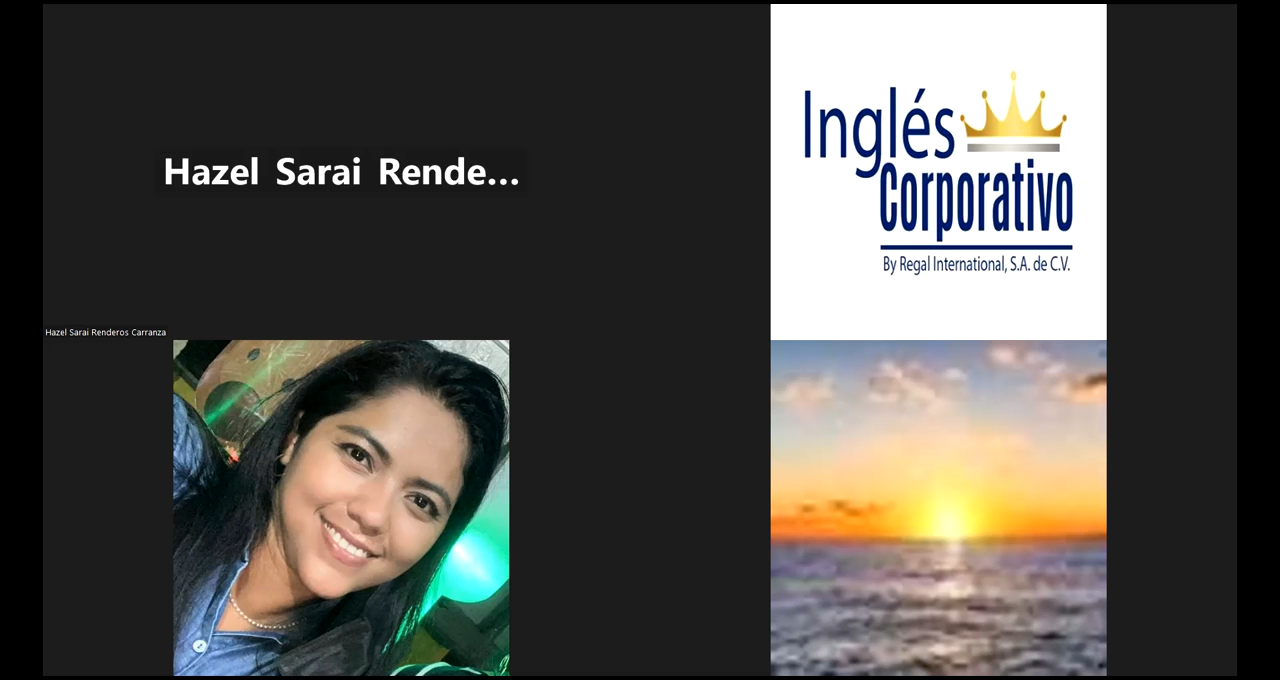 Hazel Sarai Rende...
Inglés
Corporativo
By Regal International, S.A. de C.V.
Hazel Sarai Renderos Carranza